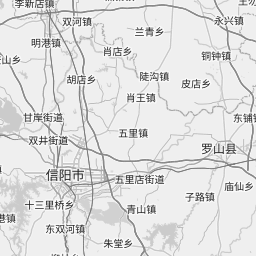 李新店镇
双河镇
兰青乡
永兴镇
明港镇
肖店乡
铜钟镇
胡店乡
陡沟镇
皮店乡
肖王镇
甘岸街道
五里镇
东铺镇
双井街道
罗山县
信阳市
五里店街道
庙仙乡
子路镇
十三里桥乡
青山镇
东双河镇
朱堂乡